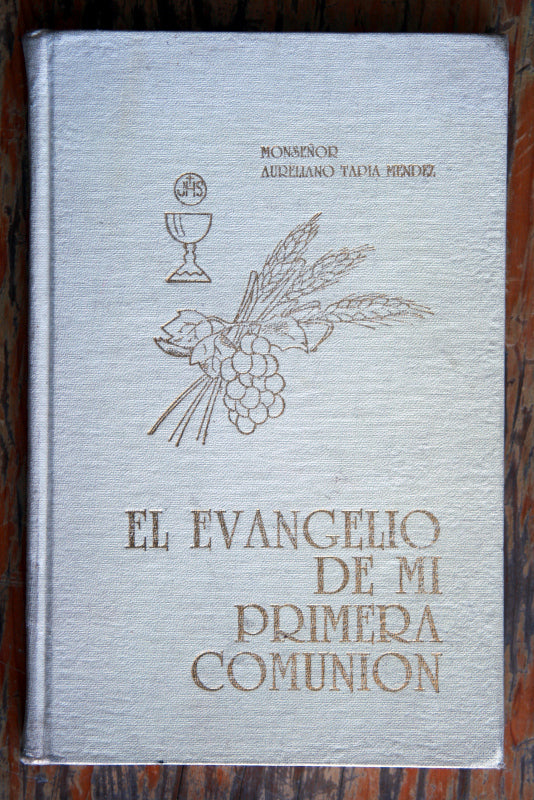 MONSEÑOR
AURELIANO TAPIA MENDEZ
JHS
EL EVANGELIO
DE MI
PRIMERA
COMUNION